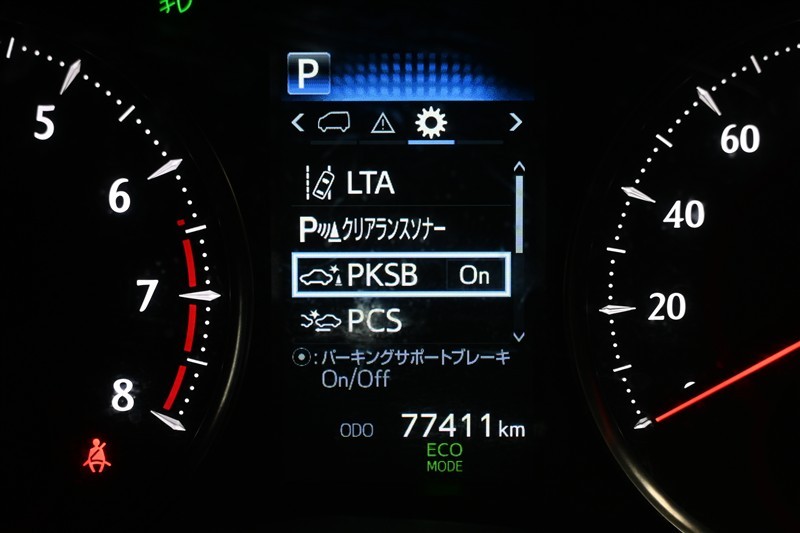 P
5
6
7
8
LTA
Pクリアランスソナー
PKSB On
PCS
:パーキングサポートブレーキ
On/Off
ODO 77411km
ECO
MODE
60
40
20